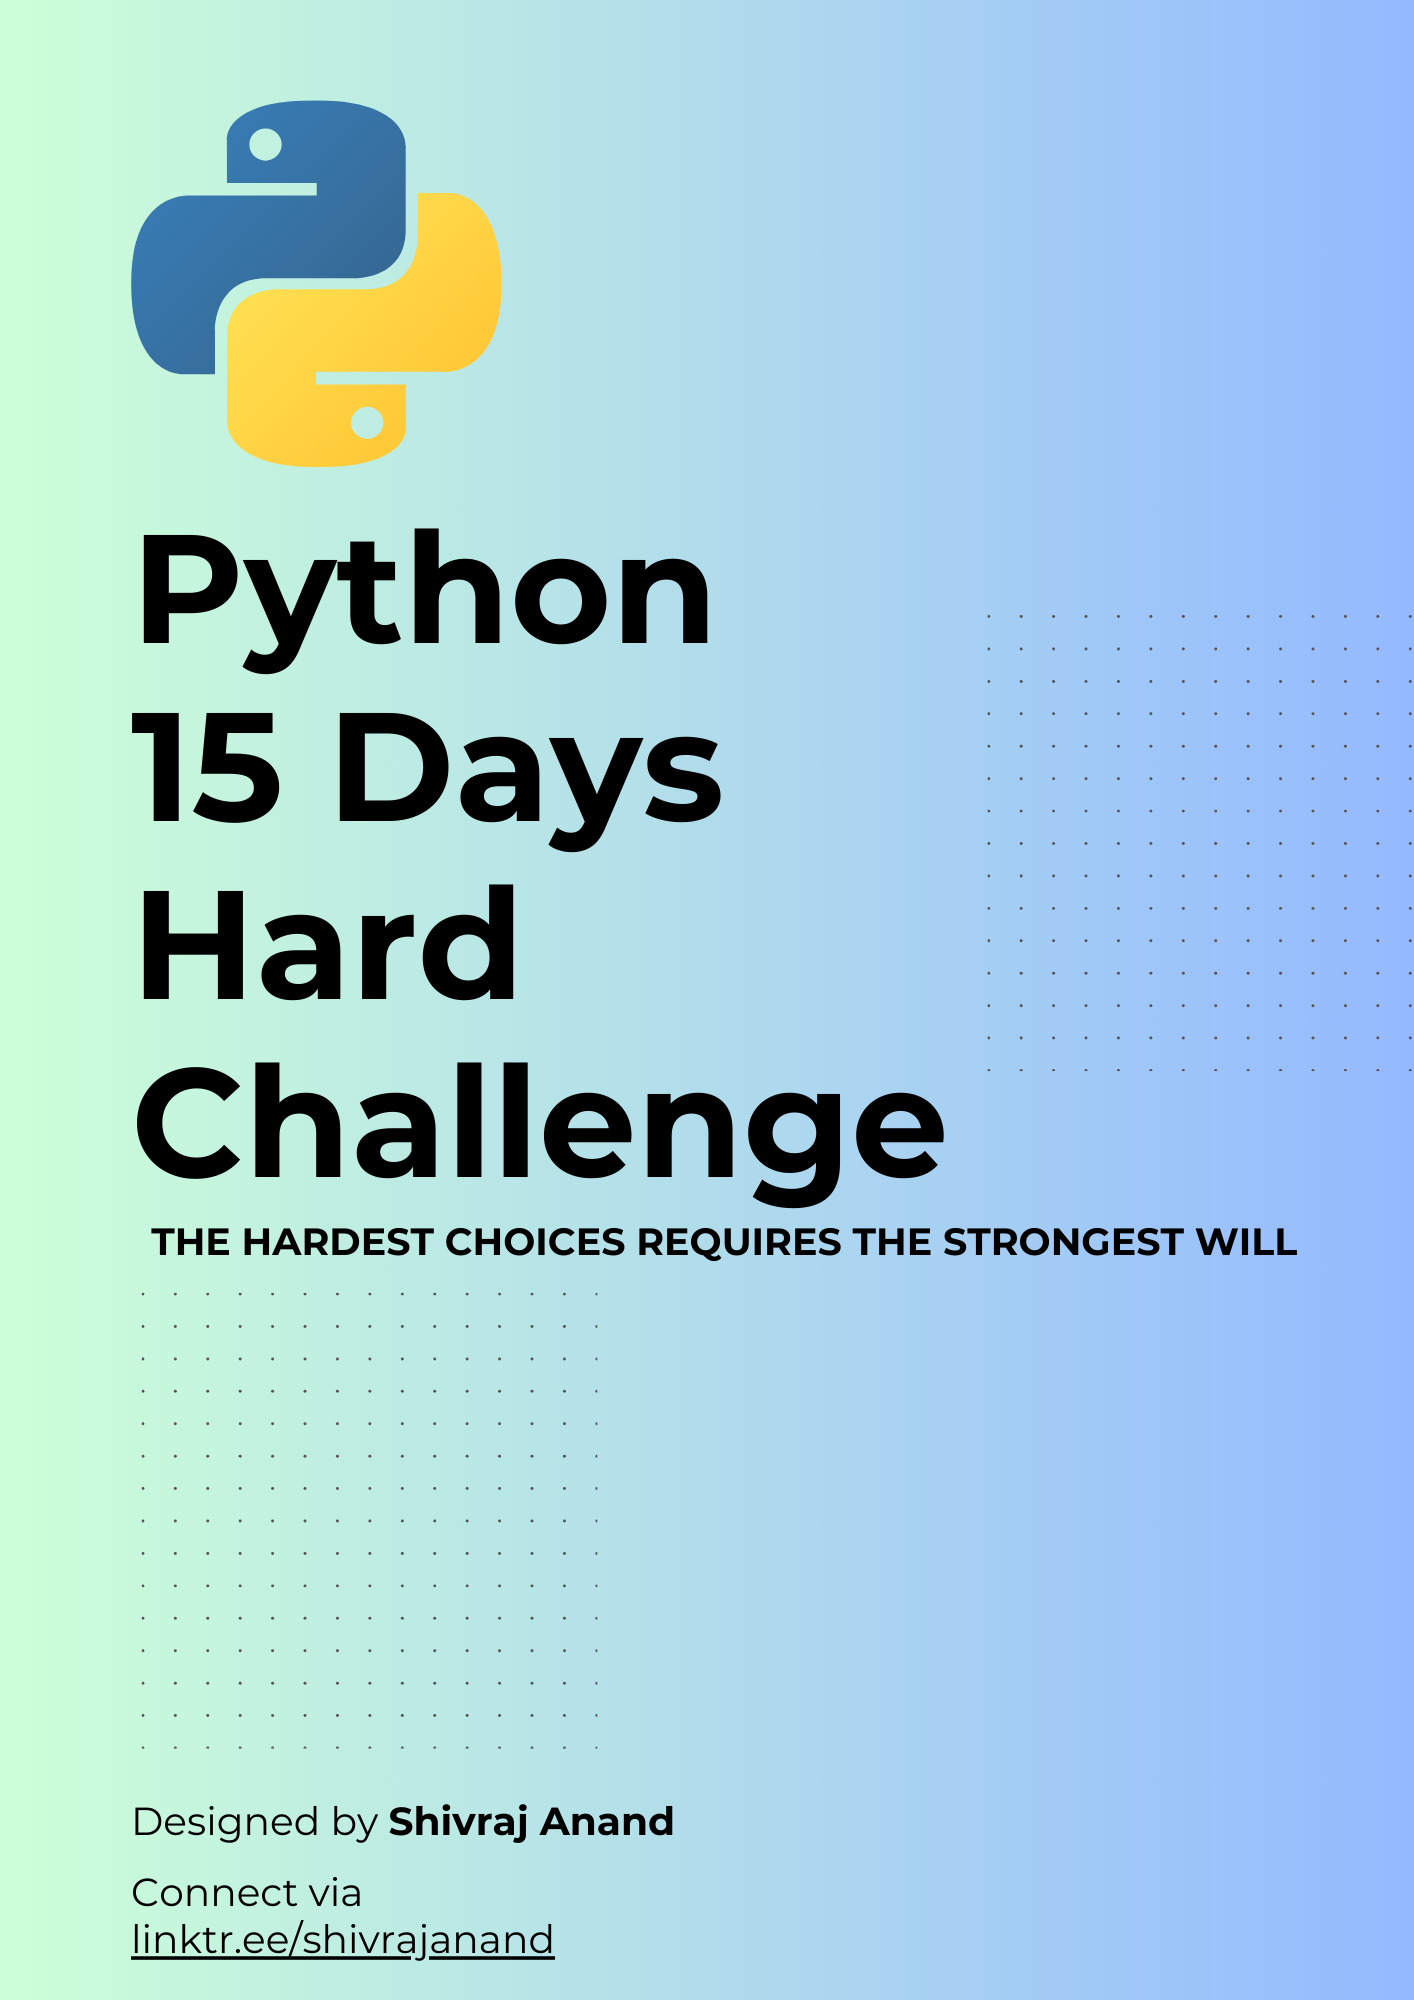 Python
15 Days
Hard
Challenge
THE HARDEST CHOICES REQUIRES THE STRONGEST WILL
Designed by Shivraj Anand
Connect via
linktr.ee/shivrajanand